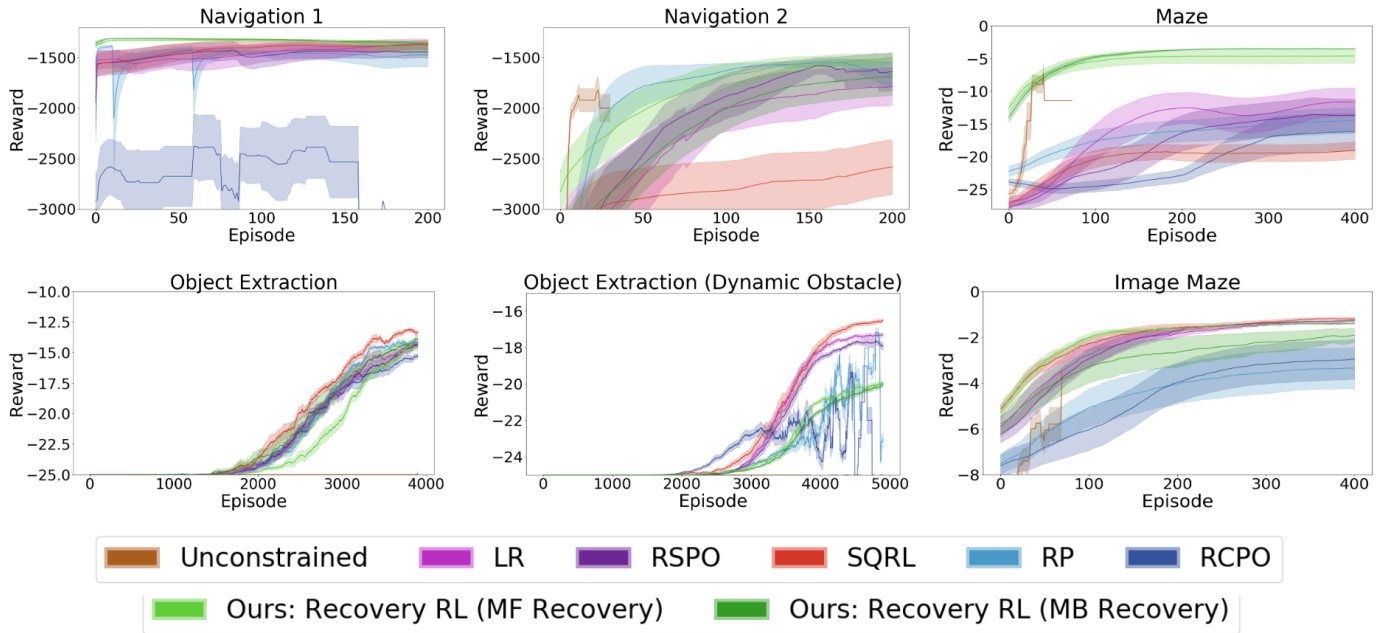 Navigation 1
Reward
−1500
−2000
−2500
−3000
0
50
100
150
200
Episode
Navigation 2
Reward
−1500
−2000
−2500
−3000
0
50
100
150
200
Episode
Maze
Reward
0
−5
−10
−15
−20
−25
0
100
200
300
400
Episode
Object Extraction
Reward
−10.0
−12.5
−15.0
−17.5
−20.0
−22.5
−25.0
0
1000
2000
3000
4000
Episode
Object Extraction (Dynamic Obstacle)
Reward
−16
−18
−20
−22
−24
0
1000
2000
3000
4000
5000
Episode
Image Maze
Reward
0
−2
−4
−6
−8
0
100
200
300
400
Episode
Unconstrained
LR
RSPO
SQRL
RP
RCPO
Ours: Recovery RL (MF Recovery)
Ours: Recovery RL (MB Recovery)